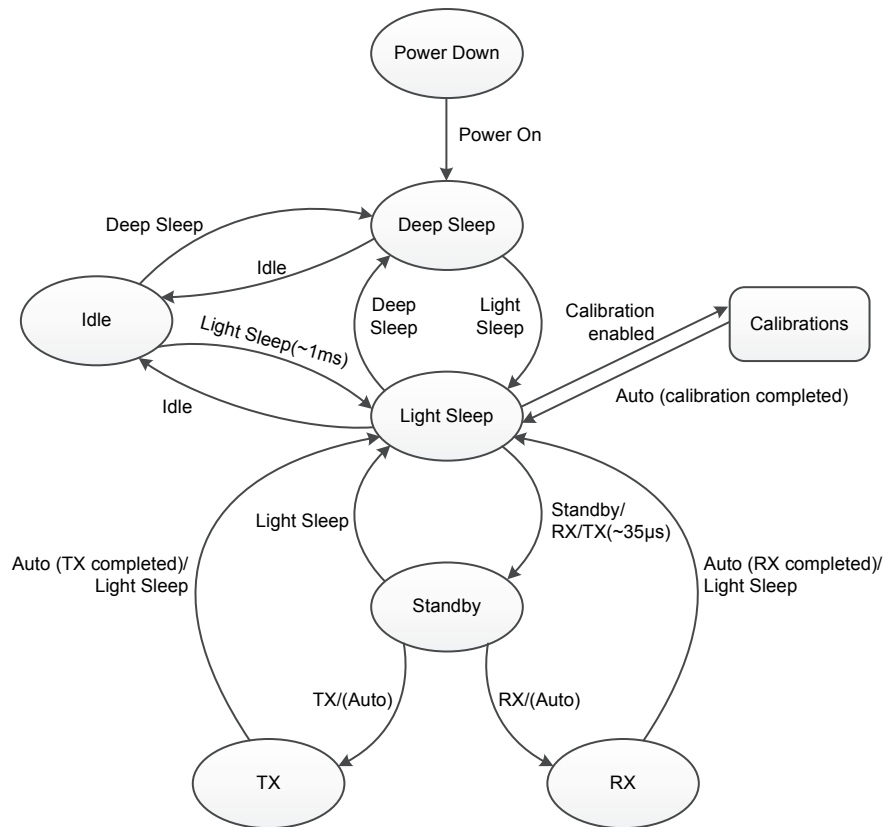 Power Down
Power On
Deep Sleep
Deep Sleep
Idle
Idle
Deep
Sleep
Light
Sleep
Calibration
enabled
Calibrations
Light Sleep(~1ms)
Idle
Light Sleep
Auto (calibration completed)
Light Sleep
Standby/
RX/TX(~35µs)
Auto (TX completed)/
Light Sleep
Auto (RX completed)/
Light Sleep
Standby
TX/(Auto)
RX/(Auto)
TX
RX